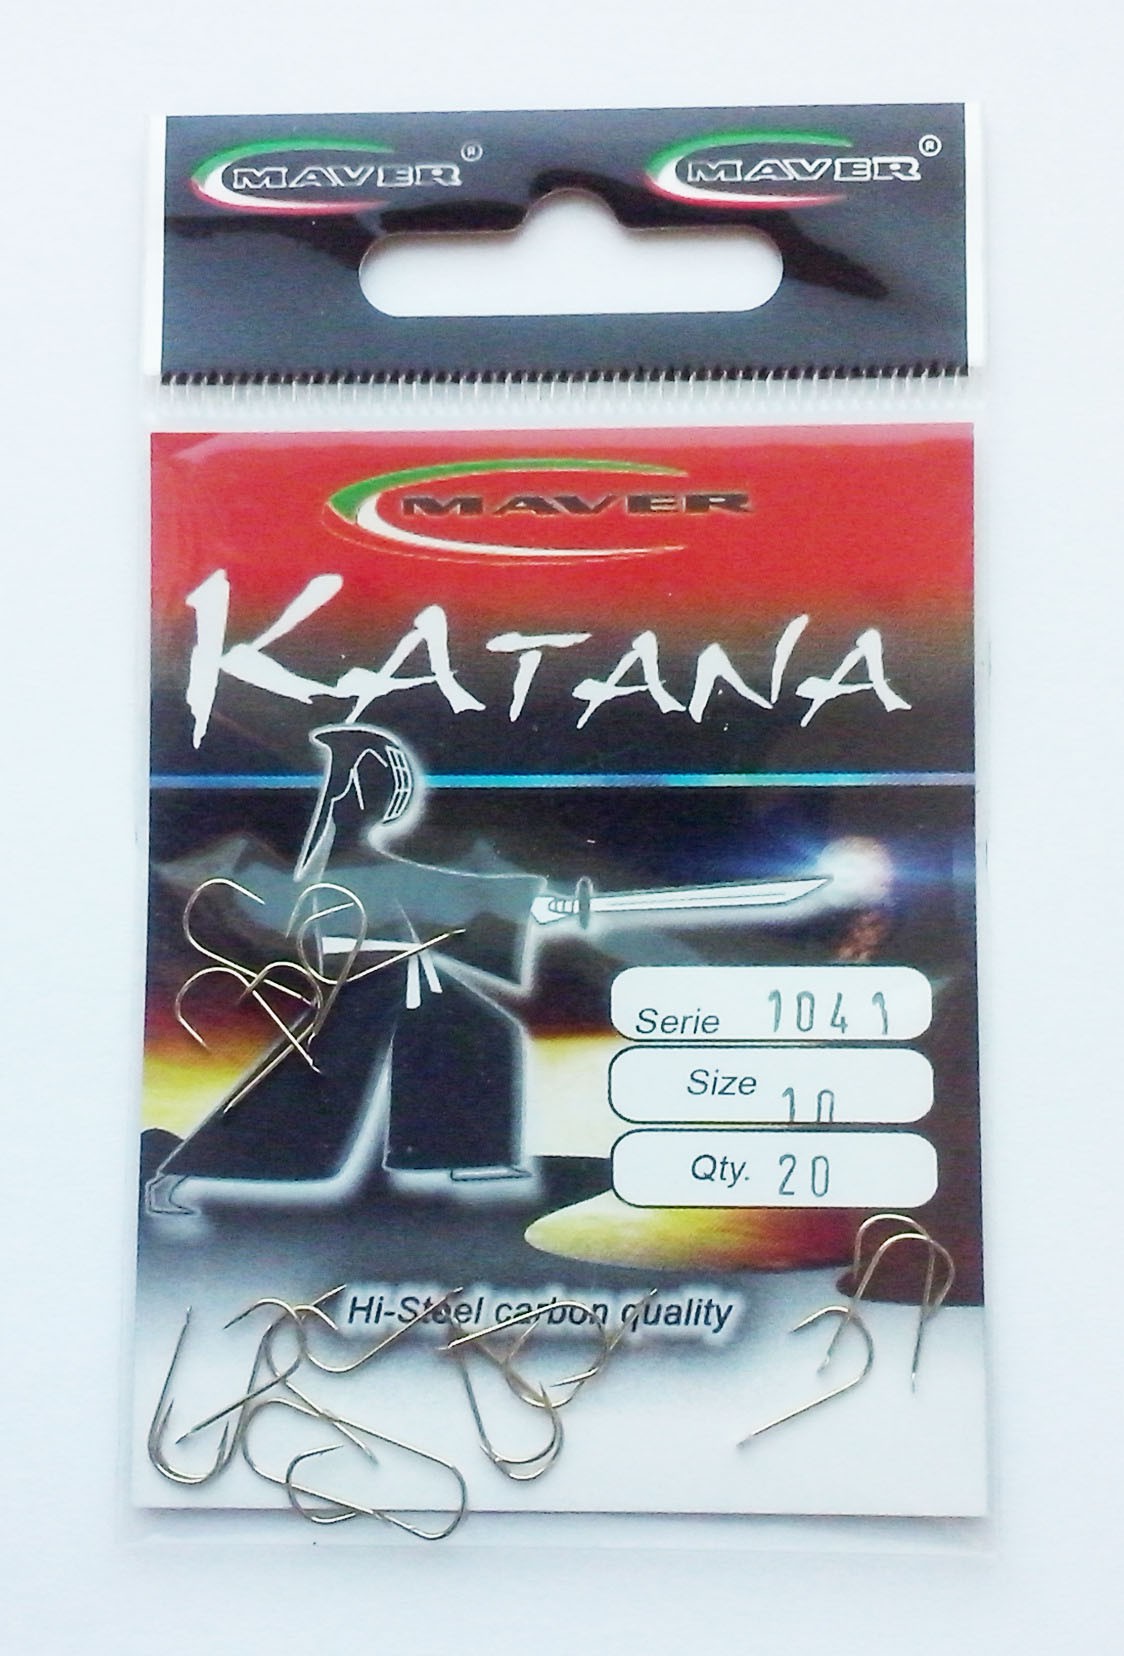 MAVER® MAVER®
MAVER
KATANA
Serie 1041
Size 10
Qty. 20
Hi-Steel carbon quality